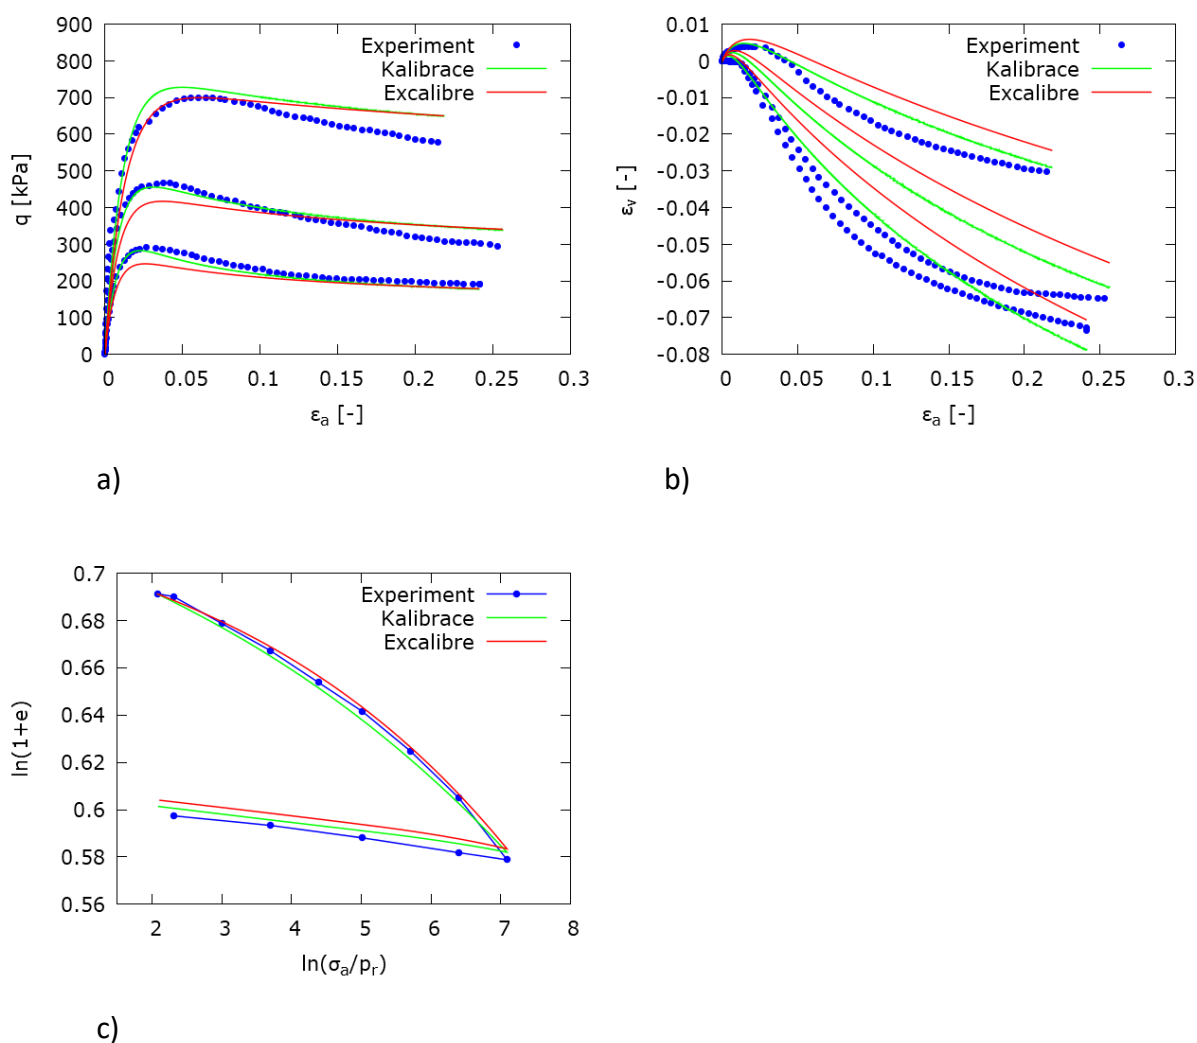 900
800
700
600
500
400
300
200
100
0
q [kPa]
0 0.05 0.1 0.15 0.2 0.25 0.3
εa [-]
Experiment
Kalibrace
Excalibre
a)
0.01
0
-0.01
-0.02
-0.03
-0.04
-0.05
-0.06
-0.07
-0.08
εv [-]
0 0.05 0.1 0.15 0.2 0.25 0.3
εa [-]
Experiment
Kalibrace
Excalibre
b)
0.7
0.68
0.66
0.64
0.62
0.6
0.58
0.56
ln(1+e)
2 3 4 5 6 7 8
ln(σa/pr)
Experiment
Kalibrace
Excalibre
c)